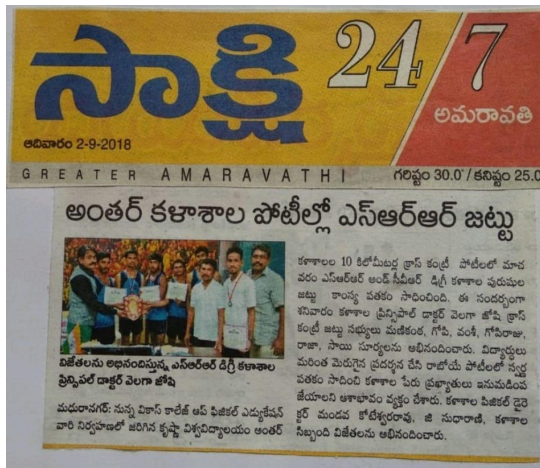 సాక్షి
24/7
అమరావతి
ఆదివారం 2-9-2018
GREATER AMARAVATHI
గరిష్టం 30.0°/ కనిష్టం 25.0
అంతర్ కళాశాల పోటీల్లో ఎస్ఆర్ఆర్ జట్టు
విజేతలను అభినందిస్తున్న ఎస్ఆర్ఆర్ డిగ్రీ కళాశాల
ప్రిన్సిపల్ డాక్టర్ వెలగా జోషి
మధురానగర్: నున్న వికాస్ కాలేజ్ ఆప్ ఫిజికల్ ఎడ్యుకేషన్
వారి నిర్వహణలో జరిగిన కృష్ణా విశ్వవిద్యాలయం అంతర్
కళాశాలల 10 కిలోమీటర్ల క్రాస్ కంట్రీ పోటీలలో మాచ
వరం ఎస్ఆర్ఆర్ అండ్ సీవీఆర్ డిగ్రీ కళాశాల పురుషుల
జట్టు కాంస్య పతకం సాధించింది. ఈ సందర్భంగా
శనివారం కళాశాల ప్రిన్సిపాల్ డాక్టర్ వెలగా జోషి క్రాస్
కంట్రీ జట్టు సభ్యులు మణికంఠ, గోపి, వంశీ, గోపిరాజు,
రాజా, సాయి సూర్యలను అభినందించారు. విద్యార్థులు
మరింత మెరుగైన ప్రదర్శన చేసి రాబోయే పోటీలలో స్వర్ణ
పతకం సాధించి కళాశాల పేరు ప్రఖ్యాతులు ఇనుమడింప
జేయాలని ఆశాభావం వ్యక్తం చేశారు. కళాశాల పిజికల్ డైరె
క్టర్ మండవ కోటేశ్వరరావు, జి సుధారాణి, కళాశాల
సిబ్బంది విజేతలను అభినందించారు.